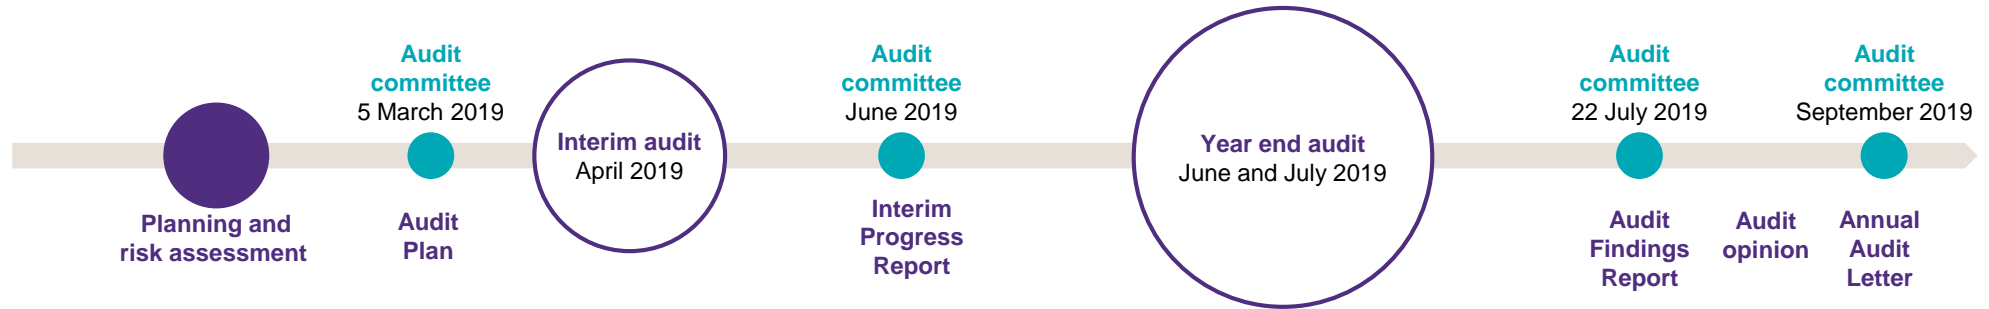 Planning and
risk assessment
Audit
committee
5 March 2019
Audit
Plan
Interim audit
April 2019
Audit
committee
June 2019
Interim
Progress
Report
Year end audit
June and July 2019
Audit
committee
22 July 2019
Audit
Findings
Report
Audit
opinion
Audit
committee
September 2019
Annual
Audit
Letter